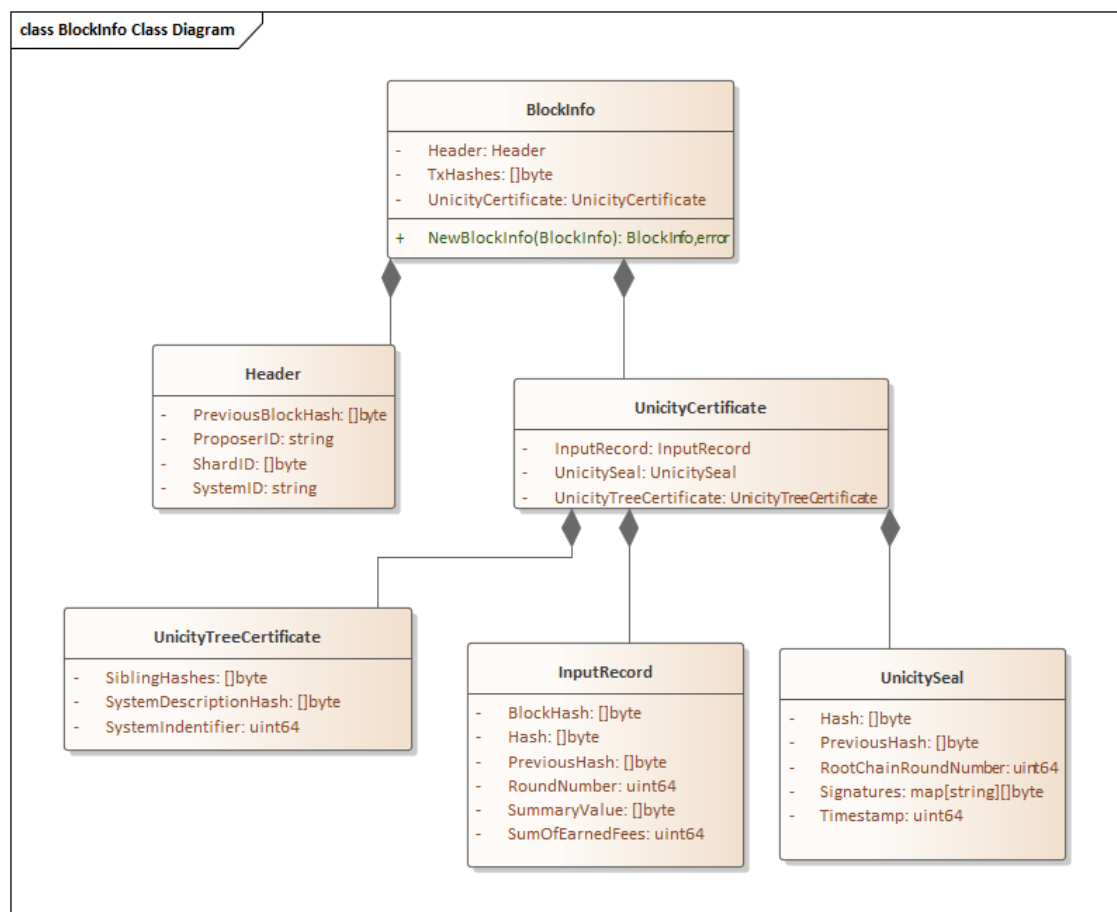 class BlockInfo Class Diagram
BlockInfo
- Header: Header
- TxHashes: []byte
- UnicityCertificate: UnicityCertificate
+ NewBlockInfo(BlockInfo): BlockInfo,error
Header
- PreviousBlockHash: []byte
- ProposerID: string
- ShardID: []byte
- SystemID: string
UnicityCertificate
- InputRecord: InputRecord
- UnicitySeal: UnicitySeal
- UnicityTreeCertificate: UnicityTreeCertificate
UnicityTreeCertificate
- SiblingHashes: []byte
- SystemDescriptionHash: []byte
- SystemIndentifier: uint64
InputRecord
- BlockHash: []byte
- Hash: []byte
- PreviousHash: []byte
- RoundNumber: uint64
- SummaryValue: []byte
- SumOfEarnedFees: uint64
UnicitySeal
- Hash: []byte
- PreviousHash: []byte
- RootChainRoundNumber: uint64
- Signatures: map[string][]byte
- Timestamp: uint64